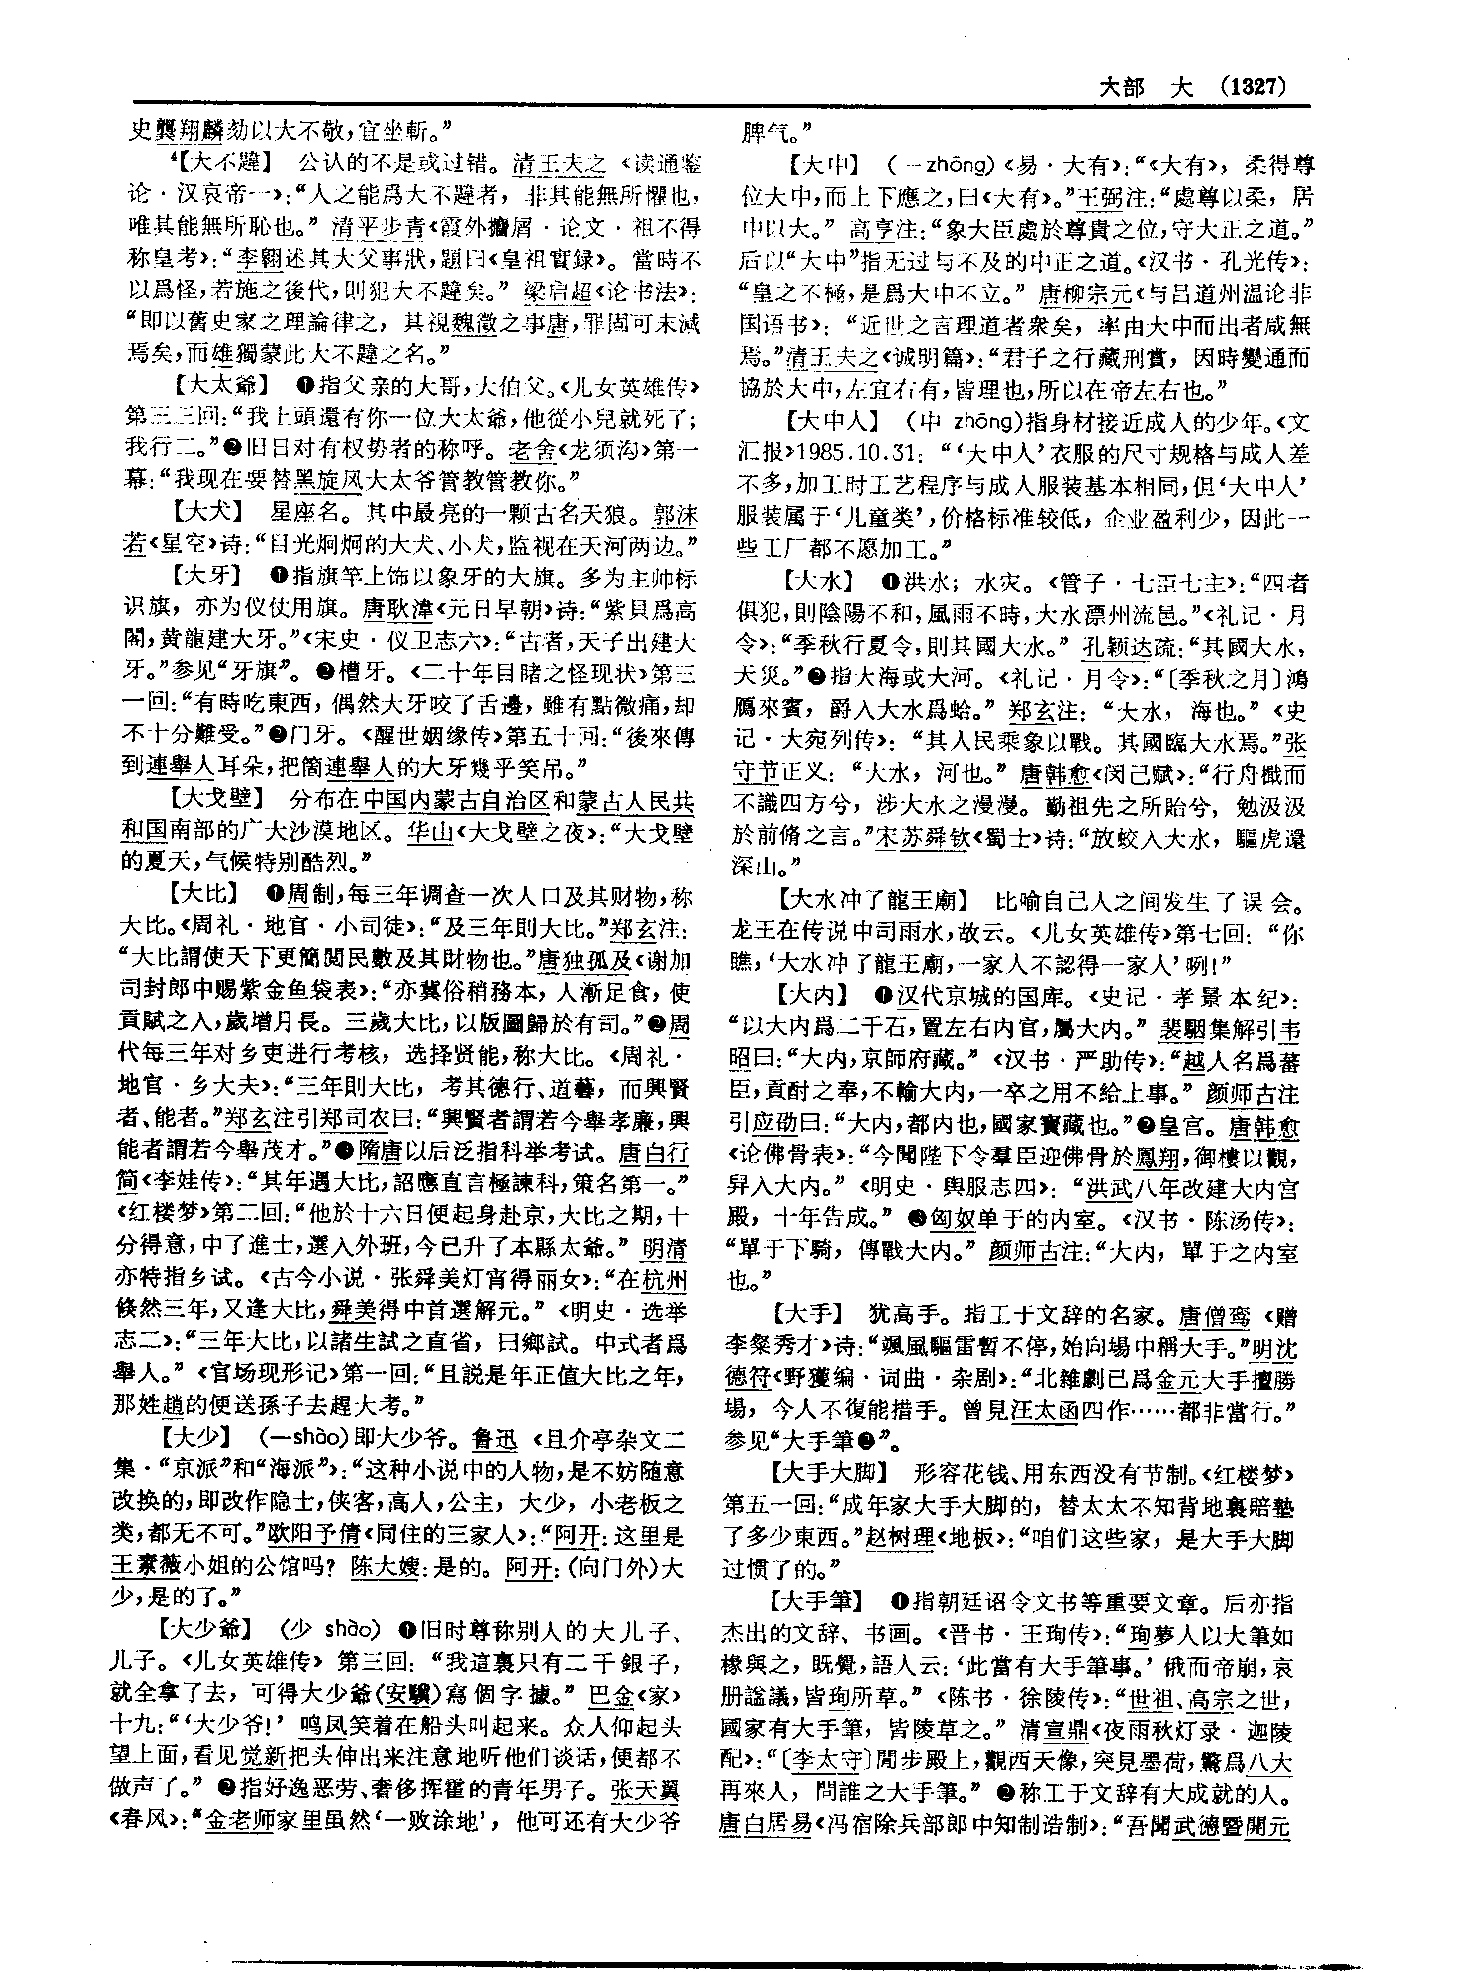 大部　大　(1327)
史龔翔麟劾以大不敬，宜坐斬。”
【大不韙】　公认的不是或过错。清王夫之《读通鉴
论·汉哀帝一》：“人之能爲大不韙者，非其能無所懼也，
唯其能無所恥也。”清平步青《霞外攟屑·论文·祖不得
称皇考》：“李翱述其大父事狀，題曰《皇祖實録》。當時不
以爲怪，若施之後代，則犯大不韙矣。”梁启超《论书法》：
“即以舊史家之理論律之，其視魏徵之事唐，罪固可末減
焉矣，而雄獨蒙此大不韙之名。”
【大太爺】　❶指父亲的大哥，大伯父。《儿女英雄传》
第三三回：“我上頭還有你一位大太爺，他從小兒就死了；
我行二。”❷旧日对有权势者的称呼。老舍《龙须沟》第一
幕：“我现在要替黑旋风大太爷管教管教你。”
【大犬】　星座名。其中最亮的一颗古名天狼。郭沫
若《星空》诗：“目光炯炯的大犬、小犬，监视在天河两边。”
【大牙】　❶指旗竿上饰以象牙的大旗。多为主帅标
识旗，亦为仪仗用旗。唐耿湋《元日早朝》诗：“紫貝爲高
閣，黄龍建大牙。”《宋史·仪卫志六》：“古者，天子出建大
牙。”参见“牙旗”。❷槽牙。《二十年目睹之怪现状》第三
一回：“有時吃東西，偶然大牙咬了舌邊，雖有點微痛，却
不十分難受。”❷门牙。《醒世姻缘传》第五十回：“後來傳
到連舉人耳朵，把箇連舉人的大牙幾乎笑吊。”
【大戈壁】　分布在中国内蒙古自治区和蒙古人民共
和国南部的广大沙漠地区。华山《大戈壁之夜》：“大戈壁
的夏天，气候特别酷烈。”
【大比】　❶周制，每三年调查一次人口及其财物，称
大比。《周礼·地官·小司徒》：“及三年則大比。”郑玄注：
“大比謂使天下更簡閲民數及其財物也。”唐独孤及《谢加
司封郎中赐紫金鱼袋表》：“亦冀俗稍務本，人漸足食，使
貢賦之入，歲增月長。三歲大比，以版圖歸於有司。”❷周
代每三年对乡吏进行考核，选择贤能，称大比。《周礼·
地官·乡大夫》：“三年則大比，考其德行、道藝，而興賢
者、能者。”郑玄注引郑司农曰：“興賢者謂若今舉孝廉，興
能者謂若今舉茂才。”❸隋唐以后泛指科举考试。唐白行
简《李娃传》：“其年遇大比，詔應直言極諫科，策名第一。”
《红楼梦》第二回：“他於十六日便起身赴京，大比之期，十
分得意，中了進士，選入外班，今已升了本縣太爺。”明清
亦特指乡试。《古今小说·张舜美灯宵得丽女》：“在杭州
倏然三年，又逢大比，舜美得中首選解元。”《明史·选举
志二》：“三年大比，以諸生試之直省，曰鄉試。中式者爲
舉人。”《官场现形记》第一回：“且説是年正值大比之年，
那姓趙的便送孫子去趕大考。”
【大少】　（—shào）即大少爷。鲁迅《且介亭杂文二
集·“京派”和“海派”》：“这种小说中的人物，是不妨随意
改换的，即改作隐士，侠客，高人，公主，大少，小老板之
类，都无不可。”欧阳予倩《同住的三家人》：“阿开：这里是
王素薇小姐的公馆吗？陈大嫂：是的。阿开：（向门外）大
少，是的了。”
【大少爺】　（少 shào）❶旧时尊称别人的大儿子、
儿子。《儿女英雄传》第三回：“我這裏只有二千銀子，
就全拿了去，可得大少爺（安驥）寫個字據。”巴金《家》
十九：“‘大少爷！’鸣凤笑着在船头叫起来。众人仰起头
望上面，看见觉新把头伸出来注意地听他们谈话，便都不
做声了。”❷指好逸恶劳、奢侈挥霍的青年男子。张天翼
《春风》：“金老师家里虽然‘一败涂地’，他可还有大少爷
脾气。”
【大中】　（—zhōng）《易·大有》：“《大有》，柔得尊
位大中，而上下應之，曰《大有》。”王弼注：“處尊以柔，居
中以大。”高亨注：“象大臣處於尊貴之位，守大正之道。”
后以“大中”指无过与不及的中正之道。《汉书·孔光传》：
“皇之不極，是爲大中不立。”唐柳宗元《与吕道州温论非
国语书》：“近世之言理道者衆矣，率由大中而出者咸無
焉。”清王夫之《诚明篇》：“君子之行藏刑賞，因時變通而
協於大中，左宜右有，皆理也，所以在帝左右也。”
【大中人】　（中 zhōng）指身材接近成人的少年。《文
汇报》1985.10.31：“‘大中人’衣服的尺寸规格与成人差
不多，加工时工艺程序与成人服装基本相同，但‘大中人’
服装属于‘儿童类’，价格标准较低，企业盈利少，因此一
些工厂都不愿加工。”
【大水】　❶洪水；水灾。《管子·七臣七主》：“四者
俱犯，則陰陽不和，風雨不時，大水漂州流邑。”《礼记·月
令》：“季秋行夏令，則其國大水。”孔颖达疏：“其國大水，
天災。”❷指大海或大河。《礼记·月令》：“〔季秋之月〕鴻
鴈來賓，爵入大水爲蛤。”郑玄注：“大水，海也。”《史
记·大宛列传》：“其人民乘象以戰。其國臨大水焉。”张
守节正义：“大水，河也。”唐韩愈《闵己赋》：“行舟檝而
不識四方兮，涉大水之漫漫。勤祖先之所貽兮，勉汲汲
於前脩之言。”宋苏舜钦《蜀士》诗：“放蛟入大水，驅虎還
深山。”
【大水冲了龍王廟】　比喻自己人之间发生了误会。
龙王在传说中司雨水，故云。《儿女英雄传》第七回：“你
瞧，‘大水冲了龍王廟，一家人不認得一家人’咧！”
【大内】　❶汉代京城的国库。《史记·孝景本纪》：
“以大内爲二千石，置左右内官，屬大内。”裴駰集解引韦
昭曰：“大内，京師府藏。”《汉书·严助传》：“越人名爲蕃
臣，貢酎之奉，不輸大内，一卒之用不給上事。”颜师古注
引应劭曰：“大内，都内也，國家寶藏也。”❷皇宫。唐韩愈
《论佛骨表》：“今聞陛下令羣臣迎佛骨於鳳翔，御樓以觀，
舁入大内。”《明史·舆服志四》：“洪武八年改建大内宫
殿，十年告成。”❸匈奴单于的内室。《汉书·陈汤传》：
“單于下騎，傳戰大内。”颜师古注：“大内，單于之内室
也。”
【大手】　犹高手。指工于文辞的名家。唐僧鸾《赠
李粲秀才》诗：“颯風驅雷暫不停，始向場中稱大手。”明沈
德符《野獲编·词曲·杂剧》：“北雜劇已爲金元大手擅勝
場，今人不復能措手。曾見汪太函四作……都非當行。”
参见“大手筆❷”。
【大手大脚】　形容花钱、用东西没有节制。《红楼梦》
第五一回：“成年家大手大脚的，替太太不知背地裏賠墊
了多少東西。”赵树理《地板》：“咱们这些家，是大手大脚
过惯了的。”
【大手筆】　❶指朝廷诏令文书等重要文章。后亦指
杰出的文辞、书画。《晋书·王珣传》：“珣夢人以大筆如
椽與之，既覺，語人云：‘此當有大手筆事。’俄而帝崩，哀
册謚議，皆珣所草。”《陈书·徐陵传》：“世祖、高宗之世，
國家有大手筆，皆陵草之。”清宣鼎《夜雨秋灯录·迦陵
配》：“〔李太守〕閒步殿上，觀西天像，突見墨荷，驚爲八大
再來人，問誰之大手筆。”❷称工于文辞有大成就的人。
唐白居易《冯宿除兵部郎中知制诰制》：“吾聞武德暨開元